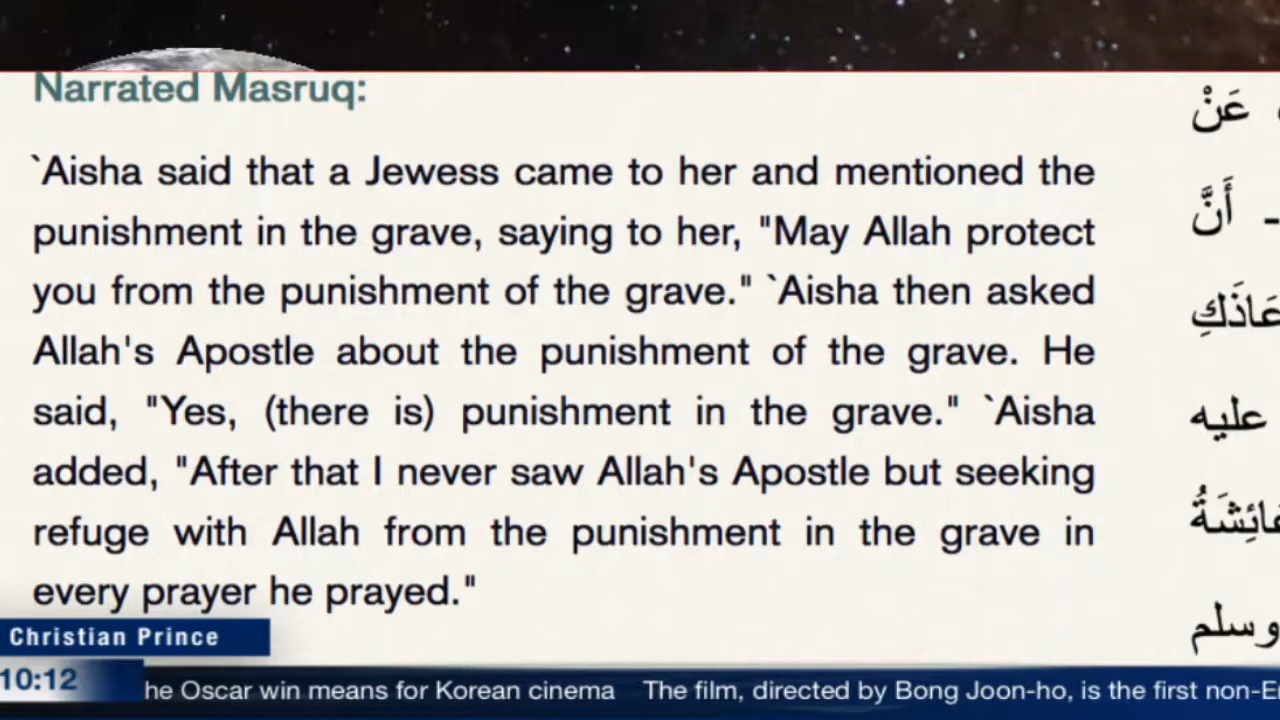 Narrated Masruq:
`Aisha said that a Jewess came to her and mentioned the
punishment in the grave, saying to her, "May Allah protect
you from the punishment of the grave." `Aisha then asked
Allah's Apostle about the punishment of the grave. He
said, "Yes, (there is) punishment in the grave." `Aisha
added, "After that I never saw Allah's Apostle but seeking
refuge with Allah from the punishment in the grave in
every prayer he prayed."
عَنْ
أَنَّ
عليه
وسلم
Christian Prince
10:12
he Oscar win means for Korean cinema The film, directed by Bong Joon-ho, is the first non-E